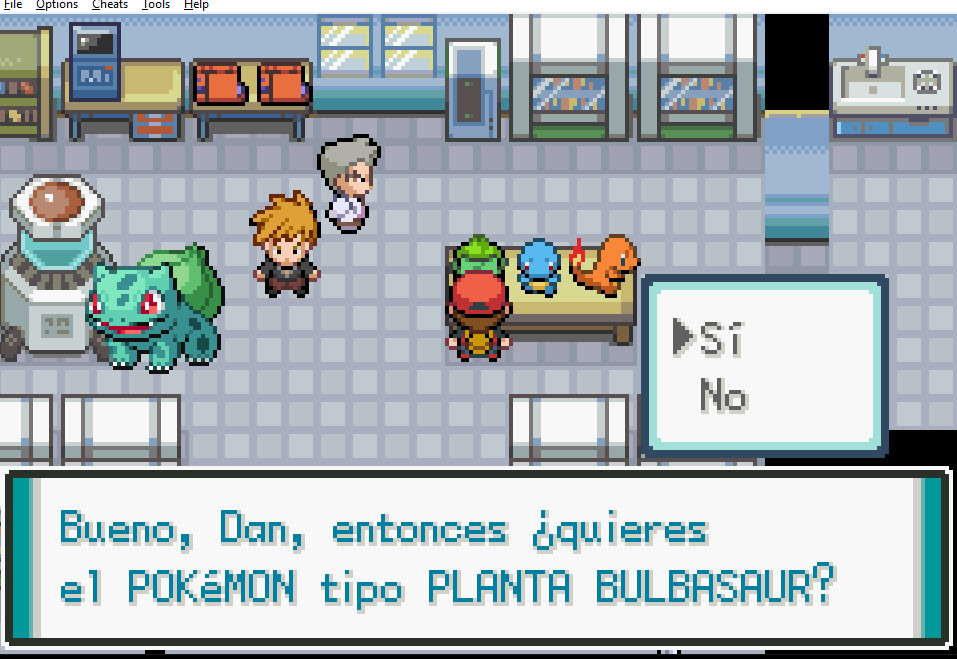 File Options Cheats Tools Help
Sí
No
Bueno, Dan, entonces ¿quieres
el POKéMON tipo PLANTA BULBASAUR?